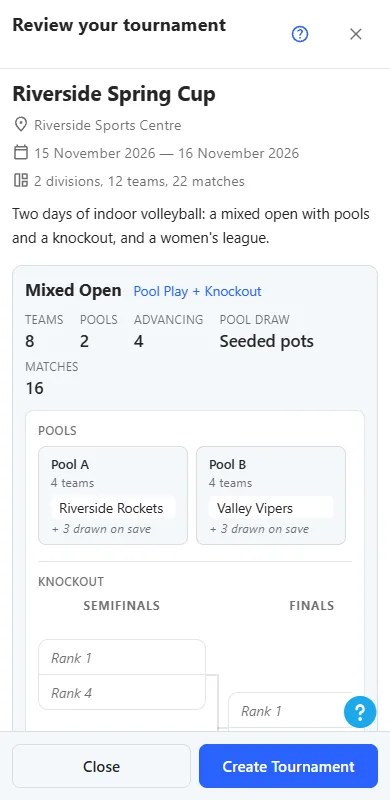 Review your tournament
Riverside Spring Cup
Riverside Sports Centre
15 November 2026 — 16 November 2026
2 divisions, 12 teams, 22 matches
Two days of indoor volleyball: a mixed open with pools
and a knockout, and a women's league.
Mixed Open Pool Play + Knockout
TEAMS POOLS ADVANCING POOL DRAW
8 2 4 Seeded pots
MATCHES
16
POOLS
Pool A Pool B
4 teams 4 teams
Riverside Rockets Valley Vipers
+ 3 drawn on save + 3 drawn on save
KNOCKOUT
SEMIFINALS FINALS
Rank 1
Rank 4
Rank 1
?
Close Create Tournament